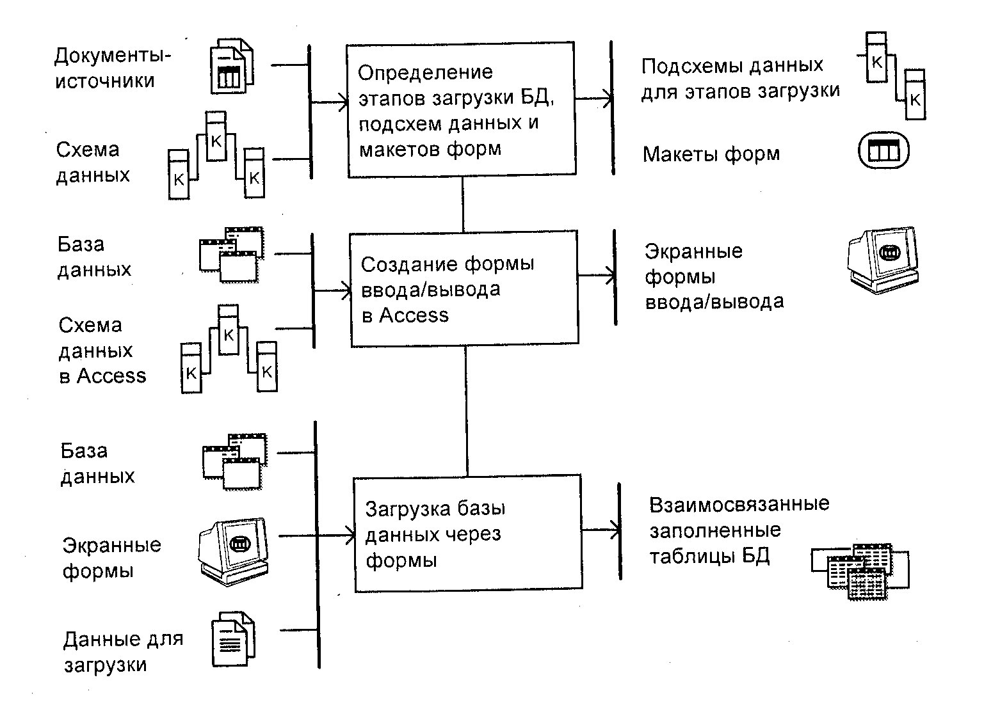 Документы-
источники
К
К
К
Схема
данных
Определение
этапов загрузки БД,
подсхем данных и
макетов форм
Подсхемы данных
для этапов загрузки
К
К
Макеты форм
База
данных
Схема
данных
в Access
К
К
К
Создание формы
ввода/вывода
в Access
Экранные
формы
ввода/вывода
База
данных
Экранные
формы
Данные для
загрузки
Загрузка базы
данных через
формы
Взаимосвязанные
заполненные
таблицы БД